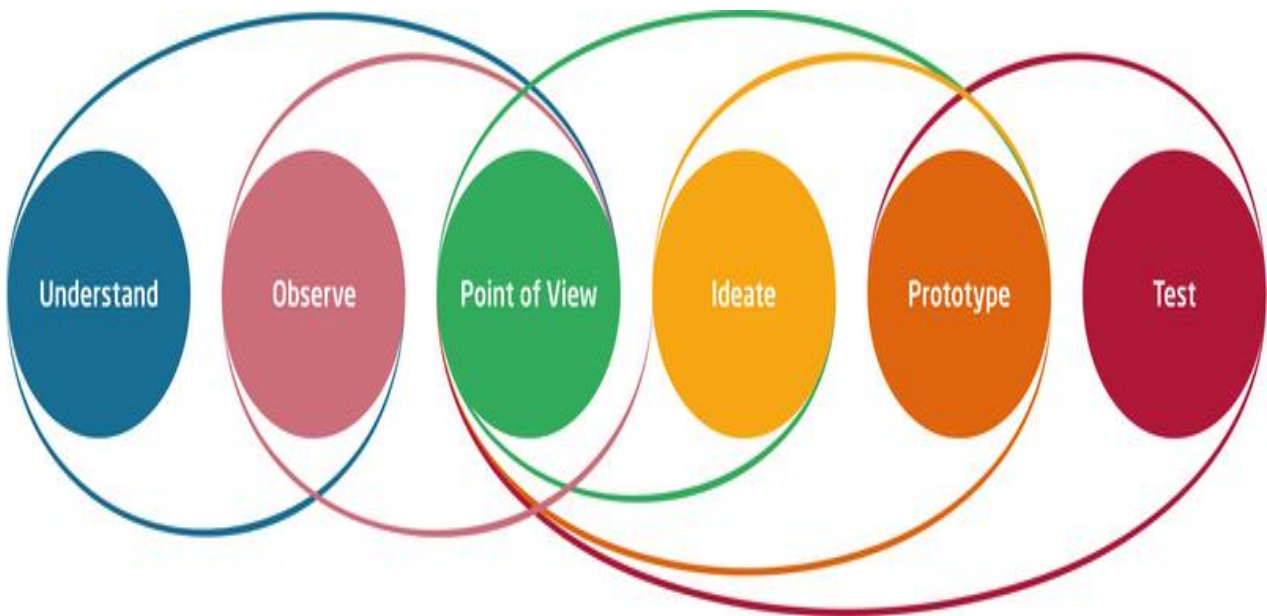 Understand
Observe
Point of View
Ideate
Prototype
Test